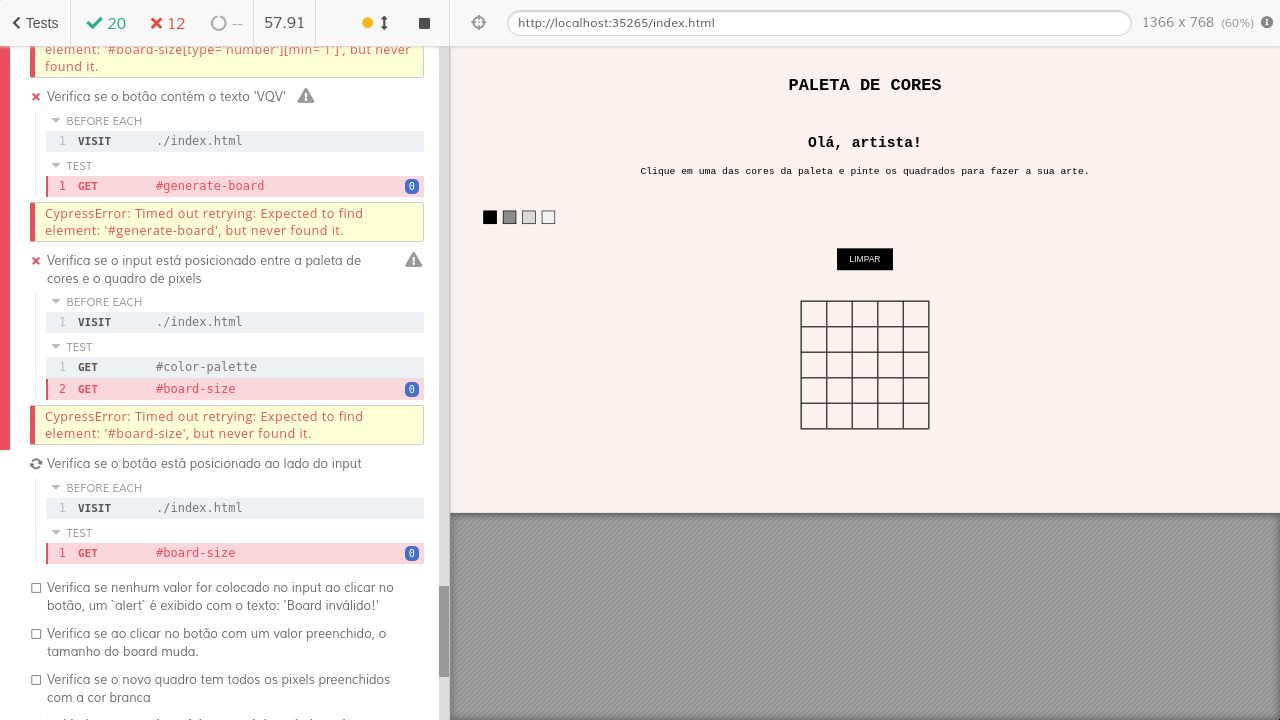 Tests
20
12
--
57.91
element: '#board-size[type='number'][min='1']', but never
found it.
Verifica se o botão contém o texto 'VQV'
BEFORE EACH
1 VISIT ./index.html
TEST
1 GET #generate-board 0
CypressError: Timed out retrying: Expected to find
element: '#generate-board', but never found it.
Verifica se o input está posicionado entre a paleta de
cores e o quadro de pixels
BEFORE EACH
1 VISIT ./index.html
TEST
1 GET #color-palette
2 GET #board-size 0
CypressError: Timed out retrying: Expected to find
element: '#board-size', but never found it.
Verifica se o botão está posicionado ao lado do input
BEFORE EACH
1 VISIT ./index.html
TEST
1 GET #board-size 0
Verifica se nenhum valor for colocado no input ao clicar no
botão, um `alert` é exibido com o texto: 'Board inválido!'
Verifica se ao clicar no botão com um valor preenchido, o
tamanho do board muda.
Verifica se o novo quadro tem todos os pixels preenchidos
com a cor branca
http://localhost:35265/index.html
1366 x 768 (60%)
PALETA DE CORES
Olá, artista!
Clique em uma das cores da paleta e pinte os quadrados para fazer a sua arte.
LIMPAR